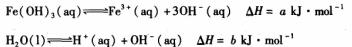 Fe(OH)₃(aq)⇌Fe³⁺(aq)+3OH⁻(aq) ΔH= a kJ·mol⁻¹
H₂O(l)⇌H⁺(aq)+OH⁻(aq) ΔH= b kJ·mol⁻¹